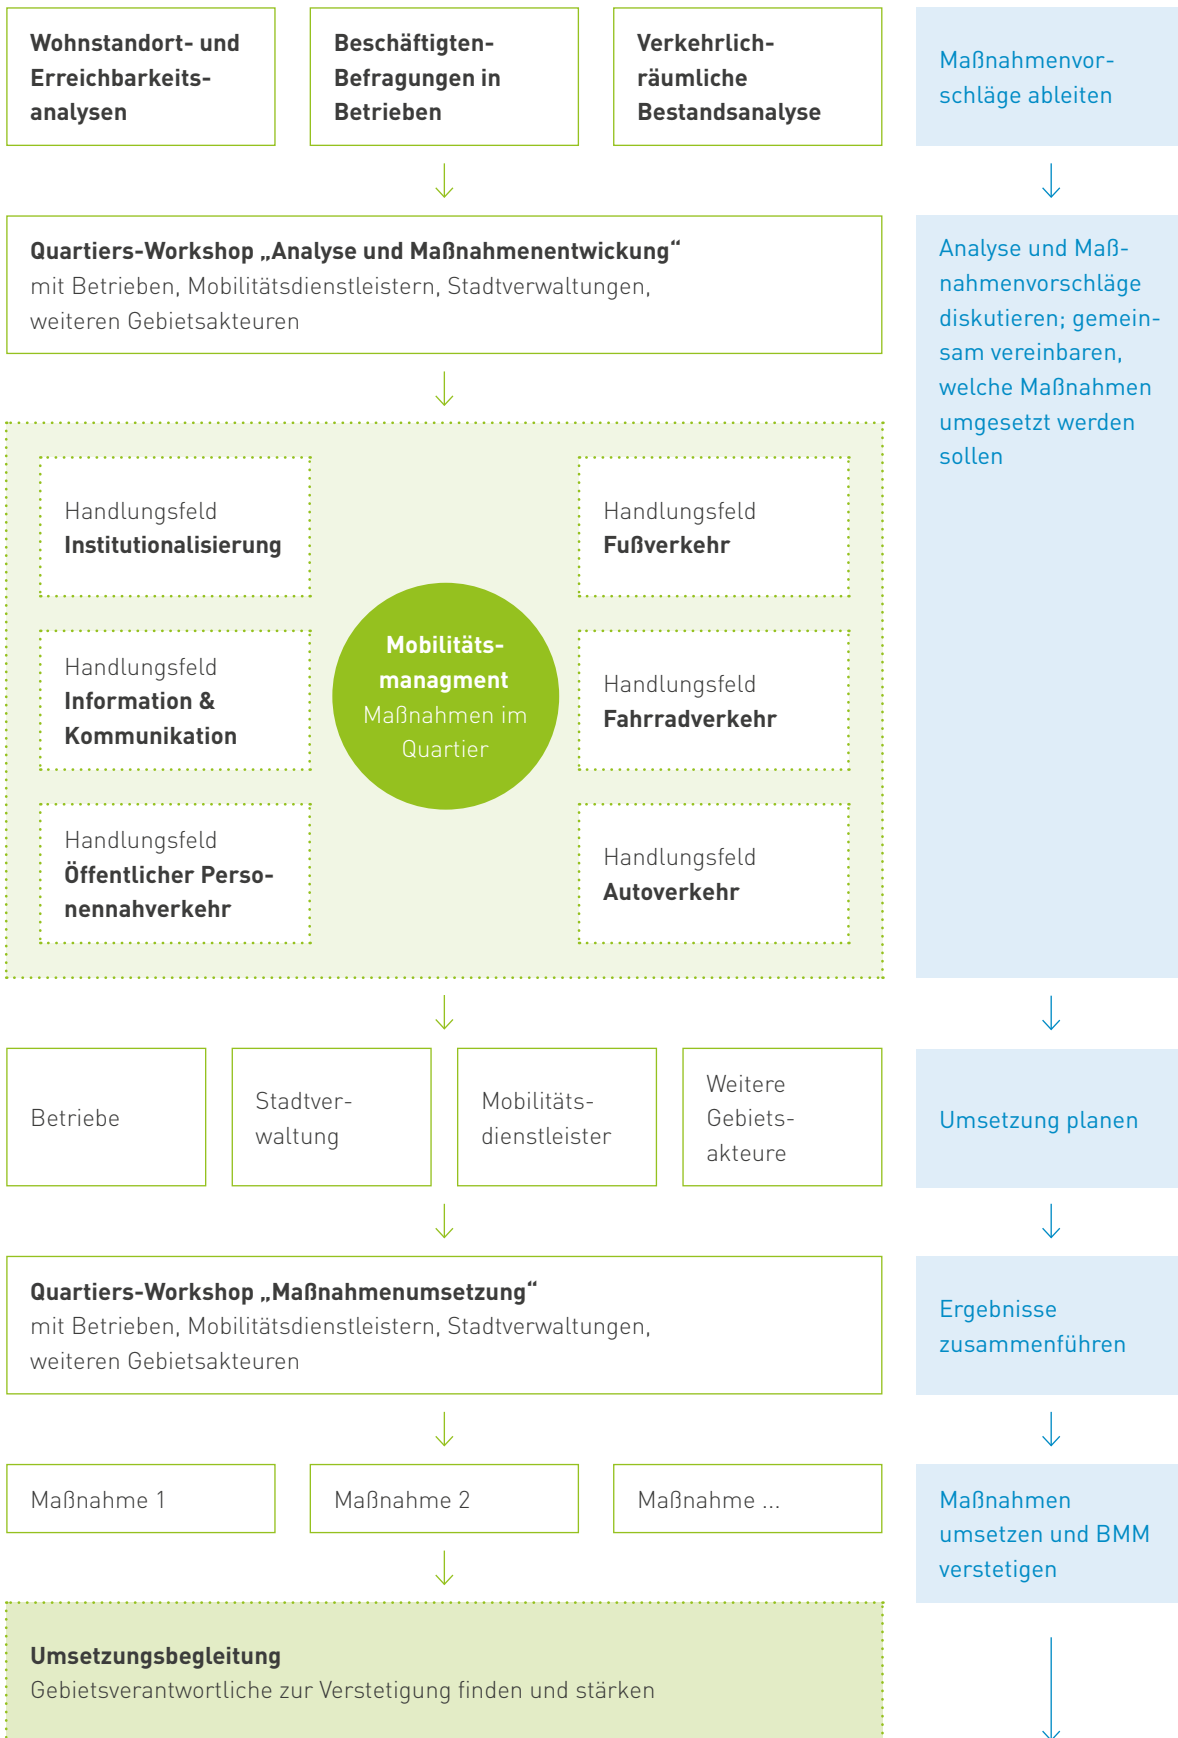 Wohnstandort- und
Erreichbarkeits-
analysen
Beschäftigten-
Befragungen in
Betrieben
Verkehrlich-
räumliche
Bestandsanalyse
Maßnahmenvor-
schläge ableiten
Quartiers-Workshop „Analyse und Maßnahmenentwickung“
mit Betrieben, Mobilitätsdienstleistern, Stadtverwaltungen,
weiteren Gebietsakteuren
Analyse und Maß-
nahmenvorschläge
diskutieren; gemein-
sam vereinbaren,
welche Maßnahmen
umgesetzt werden
sollen
Handlungsfeld
Institutionalisierung
Handlungsfeld
Fußverkehr
Handlungsfeld
Information &
Kommunikation
Mobilitäts-
managment
Maßnahmen im
Quartier
Handlungsfeld
Fahrradverkehr
Handlungsfeld
Öffentlicher Perso-
nennahverkehr
Handlungsfeld
Autoverkehr
Betriebe
Stadtver-
waltung
Mobilitäts-
dienstleister
Weitere
Gebiets-
akteure
Umsetzung planen
Quartiers-Workshop „Maßnahmenumsetzung“
mit Betrieben, Mobilitätsdienstleistern, Stadtverwaltungen,
weiteren Gebietsakteuren
Ergebnisse
zusammenführen
Maßnahme 1
Maßnahme 2
Maßnahme ...
Maßnahmen
umsetzen und BMM
verstetigen
Umsetzungsbegleitung
Gebietsverantwortliche zur Verstetigung finden und stärken